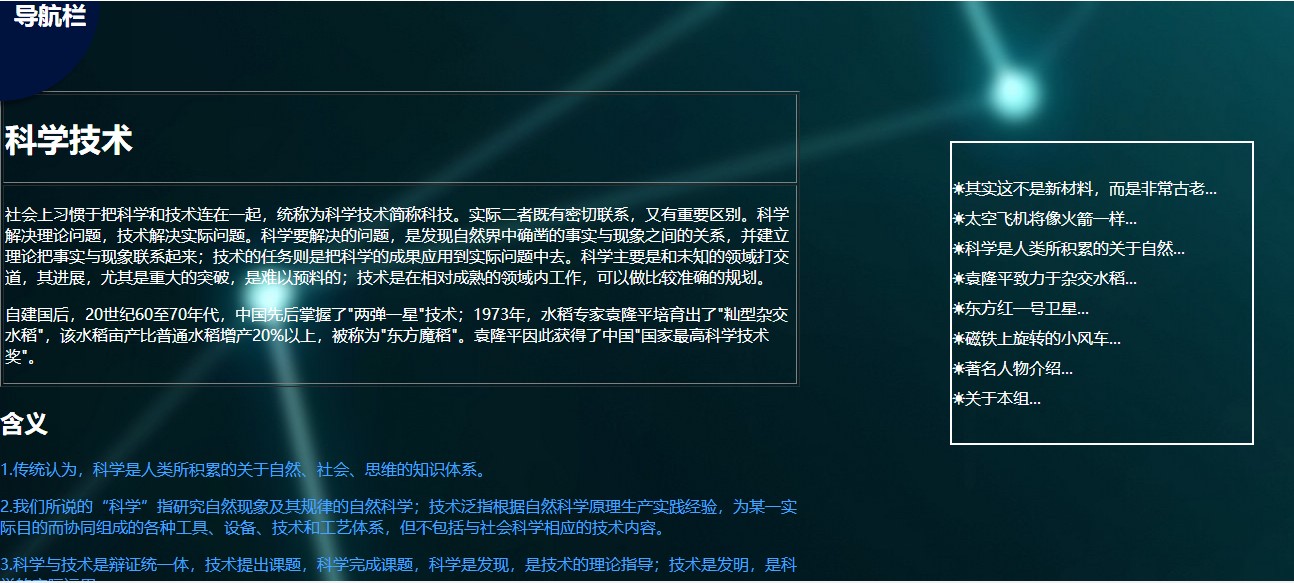 导航栏
科学技术
社会上习惯于把科学和技术连在一起，统称为科学技术简称科技。实际二者既有密切联系，又有重要区别。科学
解决理论问题，技术解决实际问题。科学要解决的问题，是发现自然界中确凿的事实与现象之间的关系，并建立
理论把事实与现象联系起来；技术的任务则是把科学的成果应用到实际问题中去。科学主要是和未知的领域打交
道，其进展，尤其是重大的突破，是难以预料的；技术是在相对成熟的领域内工作，可以做比较准确的规划。
自建国后，20世纪60至70年代，中国先后掌握了"两弹一星"技术；1973年，水稻专家袁隆平培育出了"籼型杂交
水稻"，该水稻亩产比普通水稻增产20%以上，被称为"东方魔稻"。袁隆平因此获得了中国"国家最高科学技术
奖"。
含义
1.传统认为，科学是人类所积累的关于自然、社会、思维的知识体系。
2.我们所说的“科学”指研究自然现象及其规律的自然科学；技术泛指根据自然科学原理生产实践经验，为某一实
际目的而协同组成的各种工具、设备、技术和工艺体系，但不包括与社会科学相应的技术内容。
3.科学与技术是辩证统一体，技术提出课题，科学完成课题，科学是发现，是技术的理论指导；技术是发明，是科
✷其实这不是新材料，而是非常古老...
✷太空飞机将像火箭一样...
✷科学是人类所积累的关于自然...
✷袁隆平致力于杂交水稻...
✷东方红一号卫星...
✷磁铁上旋转的小风车...
✷著名人物介绍...
✷关于本组...